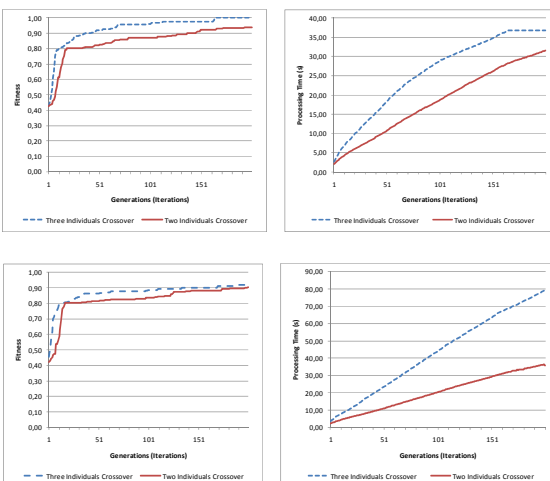 1,00
0,90
0,80
0,70
0,60
0,50
0,40
0,30
0,20
0,10
0,00
Fitness
1 51 101 151
Generations (Iterations)
Three Individuals Crossover Two Individuals Crossover
40,00
35,00
30,00
25,00
20,00
15,00
10,00
5,00
0,00
Processing Time (s)
1 51 101 151
Generations (Iterations)
Three Individuals Crossover Two Individuals Crossover
1,00
0,90
0,80
0,70
0,60
0,50
0,40
0,30
0,20
0,10
0,00
Fitness
1 51 101 151
Generations (Iterations)
Three Individuals Crossover Two Individuals Crossover
90,00
80,00
70,00
60,00
50,00
40,00
30,00
20,00
10,00
0,00
Processing Time (s)
1 51 101 151
Generations (Iterations)
Three Individuals Crossover Two Individuals Crossover